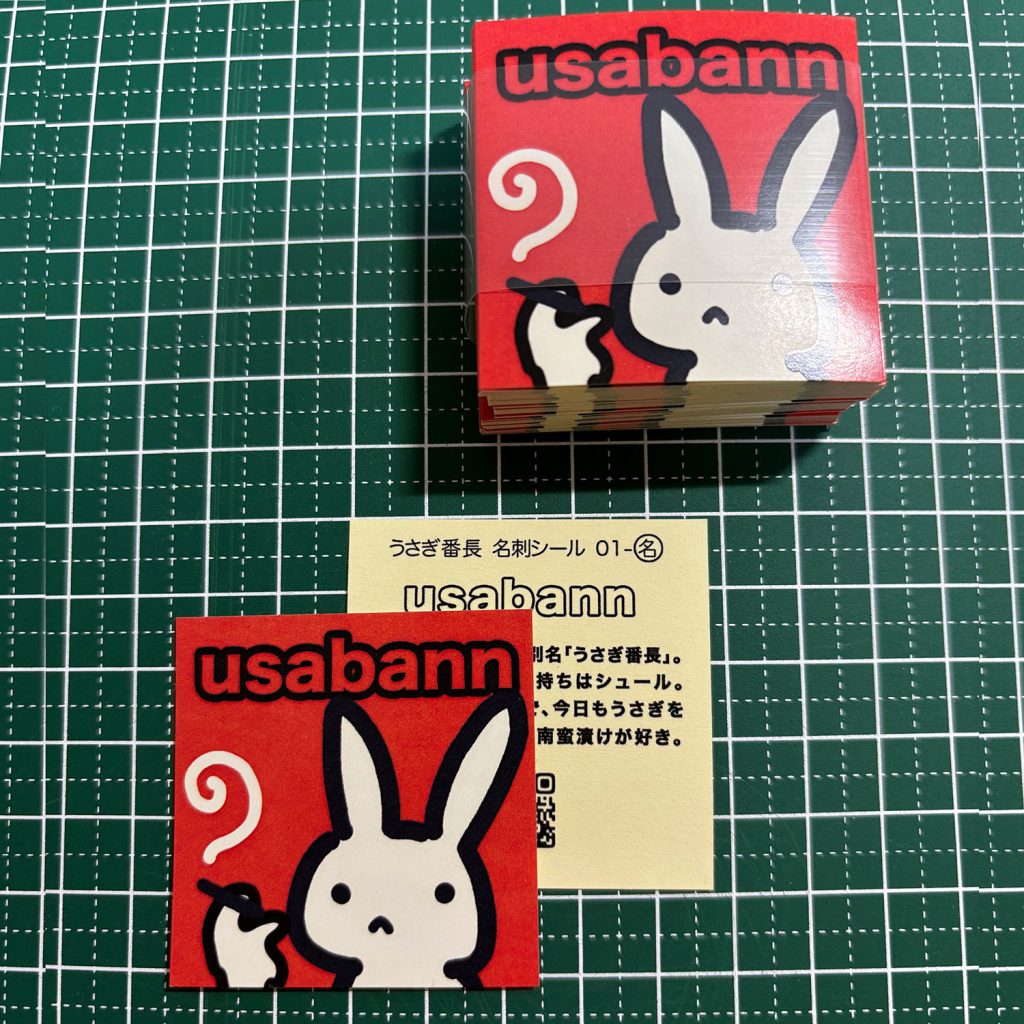 usabann
うさぎ番長 名刺シール 01-㊔
usabann
別名「うさぎ番長」。
持ちはシュール。
で、今日もうさぎを
南蛮漬けが好き。
usabann